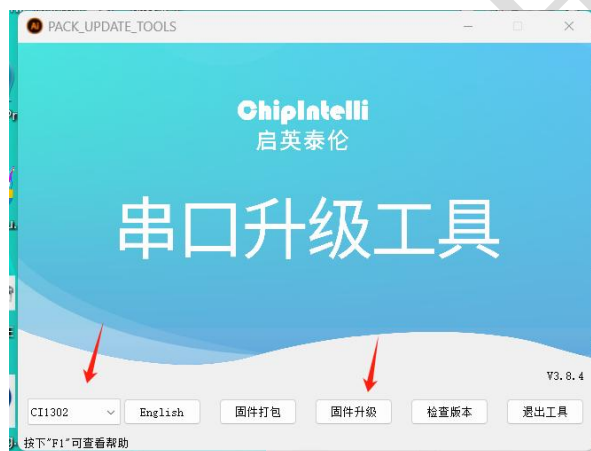 PACK_UPDATE_TOOLS
ChipIntelli
启英泰伦
串口升级工具
V3.8.4
CI1302 English 固件打包 固件升级 检查版本 退出工具
按下"F1"可查看帮助